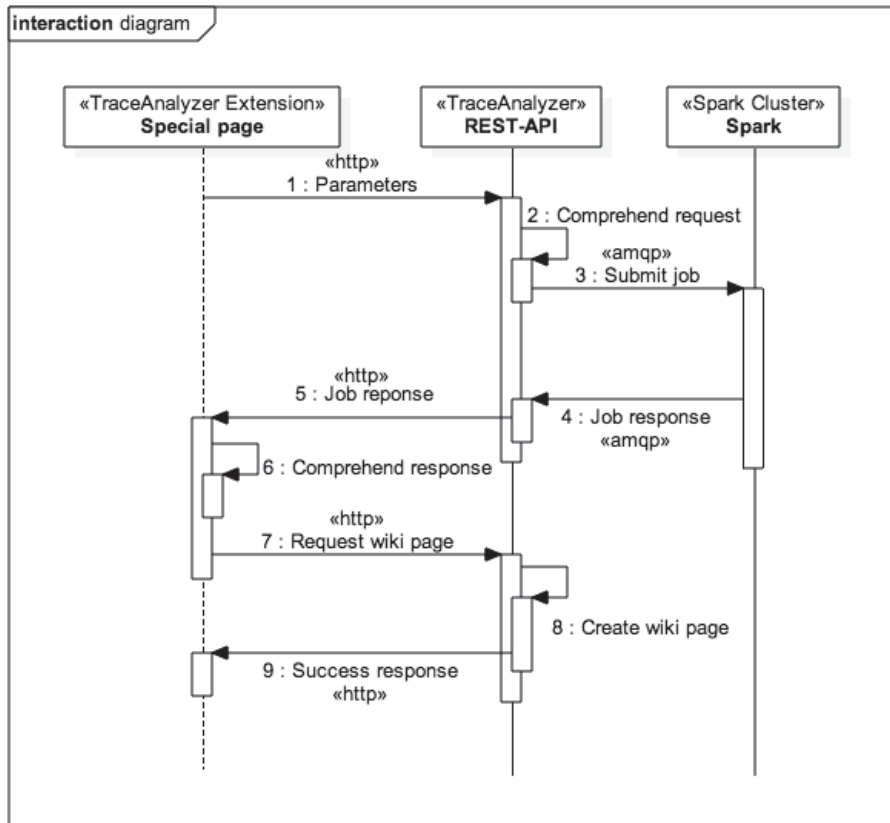 interaction diagram
«TraceAnalyzer Extension»
Special page
«TraceAnalyzer»
REST-API
«Spark Cluster»
Spark
«http»
1 : Parameters
2 : Comprehend request
«amqp»
3 : Submit job
«http»
5 : Job reponse
4 : Job response
«amqp»
6 : Comprehend response
«http»
7 : Request wiki page
8 : Create wiki page
9 : Success response
«http»